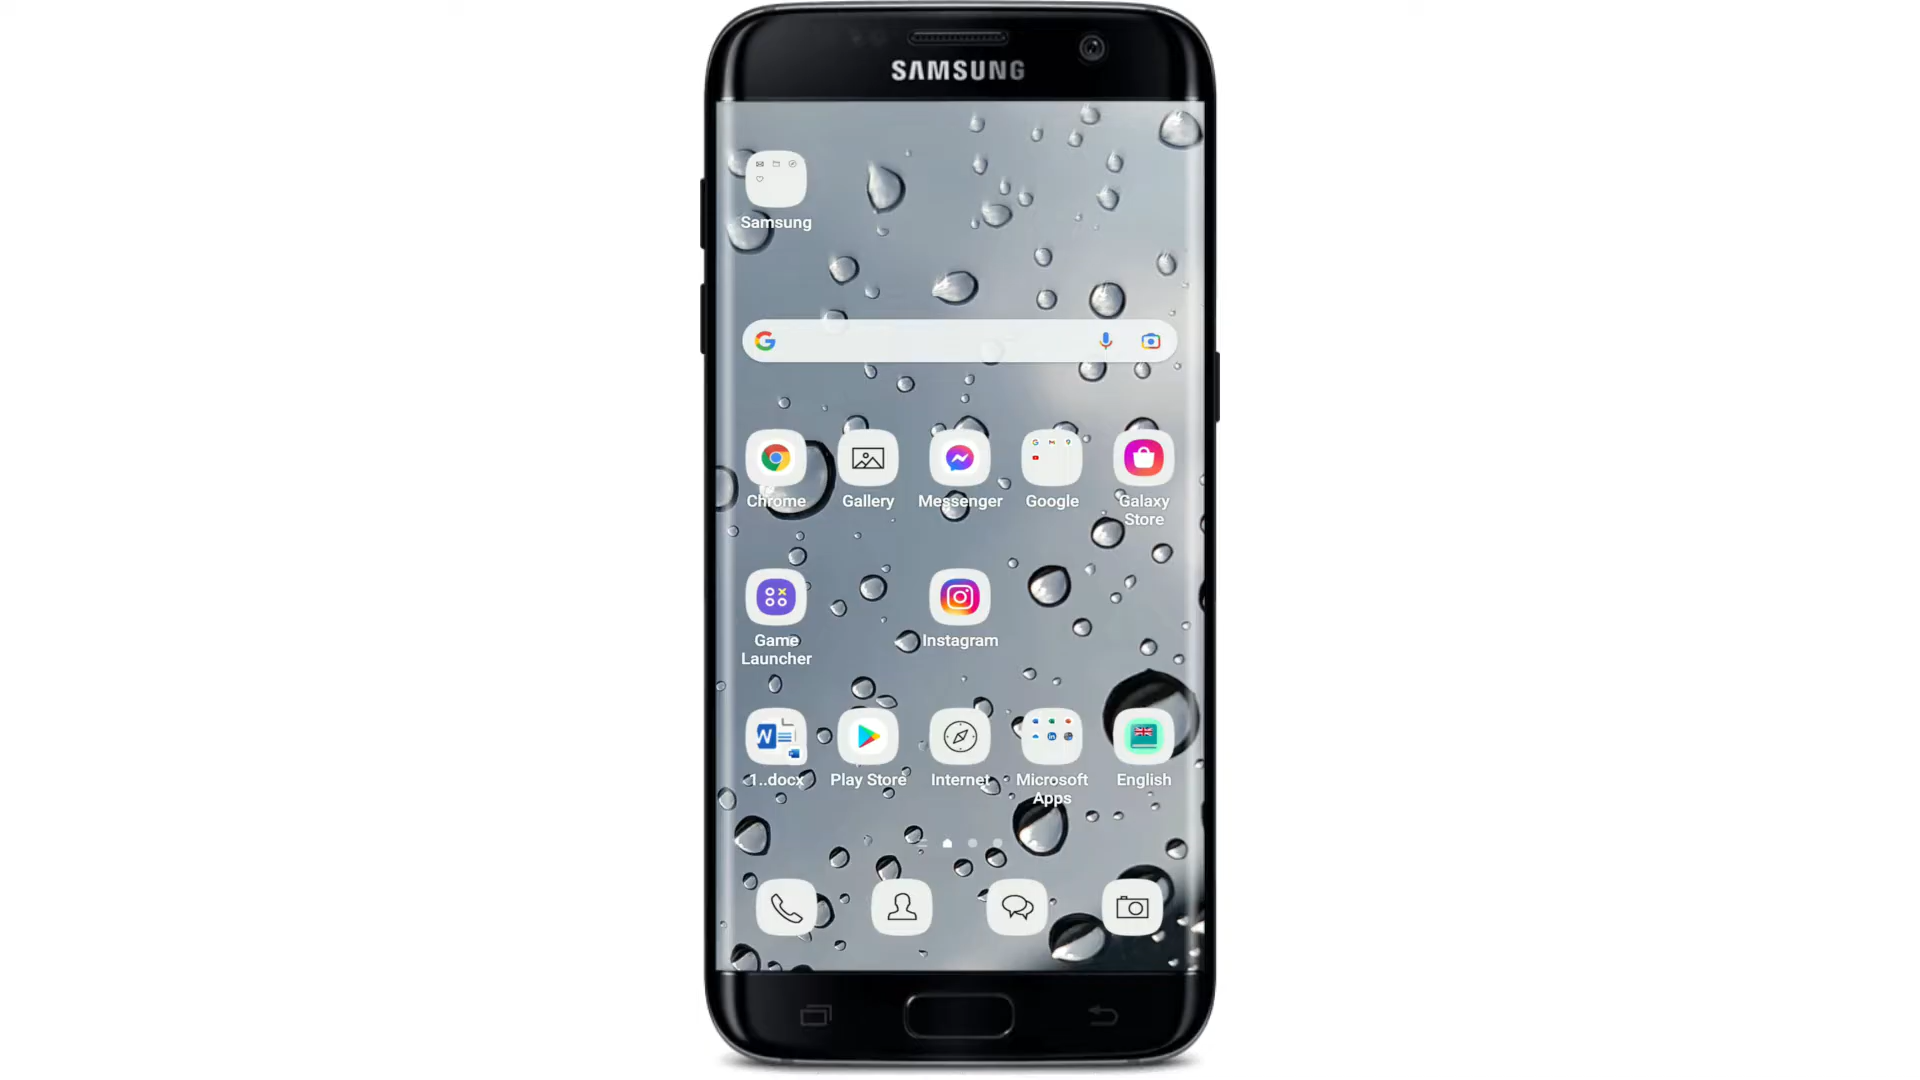 SAMSUNG
Samsung
Chrome
Gallery
Messenger
Google
Galaxy
Store
Game
Launcher
Instagram
1..docx
Play Store
Internet
Microsoft
Apps
English